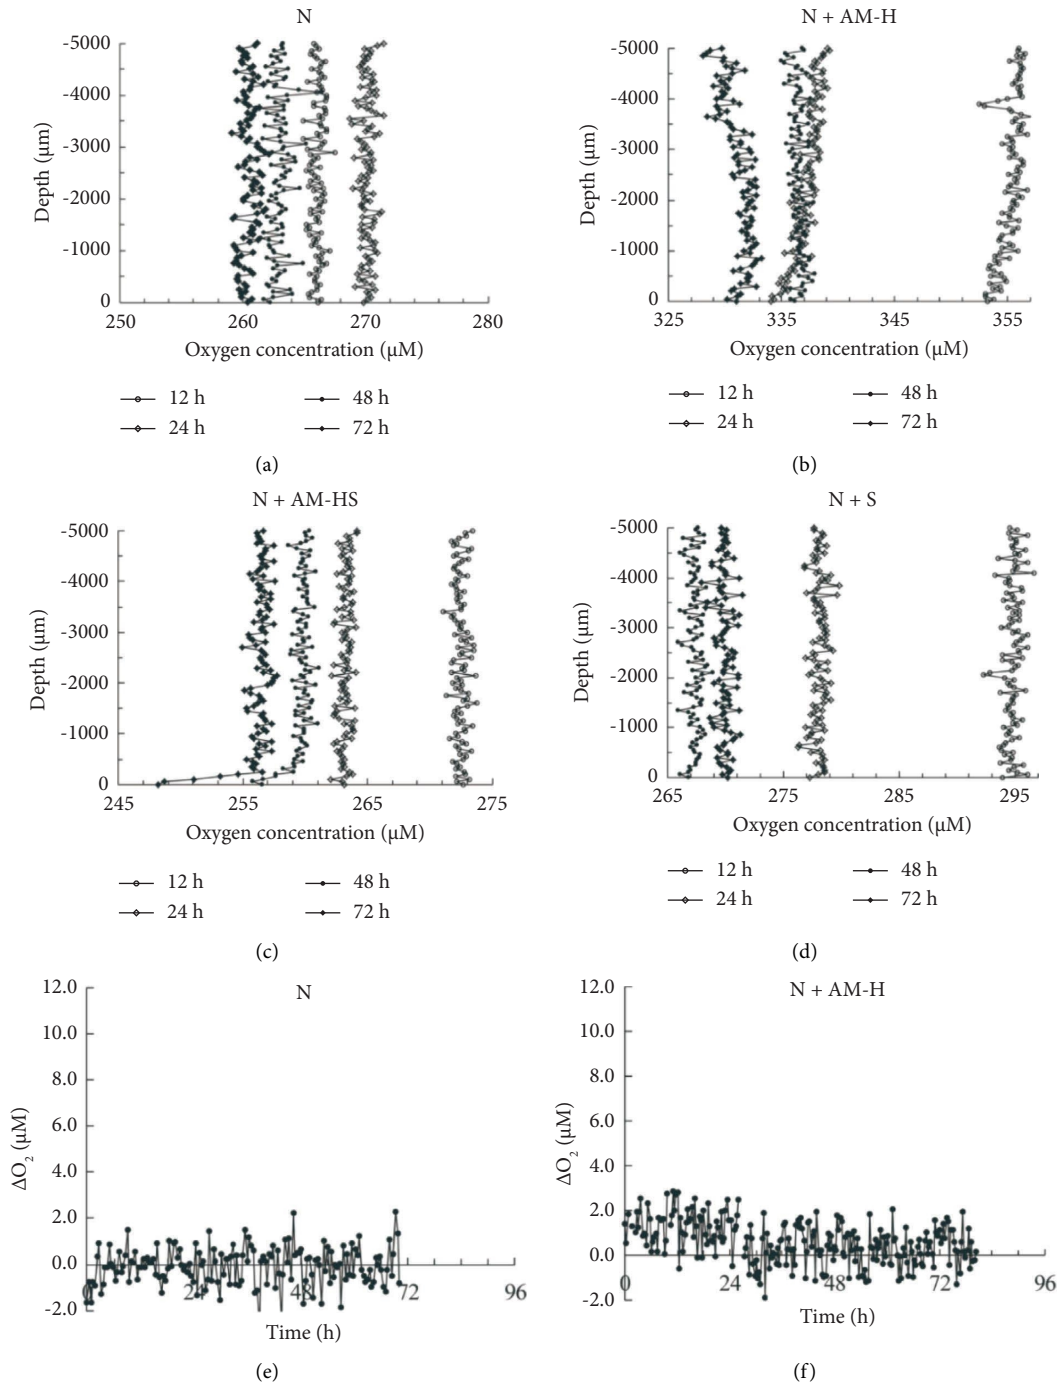 N
-5000
-4000
-3000
-2000
-1000
0
Depth (µm)
250 260 270 280
Oxygen concentration (µM)
12 h 48 h
24 h 72 h
(a)
N + AM-H
-5000
-4000
-3000
-2000
-1000
0
Depth (µm)
325 335 345 355
Oxygen concentration (µM)
12 h 48 h
24 h 72 h
(b)
N + AM-HS
-5000
-4000
-3000
-2000
-1000
0
Depth (µm)
245 255 265 275
Oxygen concentration (µM)
12 h 48 h
24 h 72 h
(c)
N + S
-5000
-4000
-3000
-2000
-1000
0
Depth (µm)
265 275 285 295
Oxygen concentration (µM)
12 h 48 h
24 h 72 h
(d)
N
12.0
10.0
8.0
6.0
4.0
2.0
0.0
-2.0
ΔO₂ (µM)
0 24 48 72 96
Time (h)
(e)
N + AM-H
12.0
10.0
8.0
6.0
4.0
2.0
0.0
-2.0
ΔO₂ (µM)
0 24 48 72 96
Time (h)
(f)